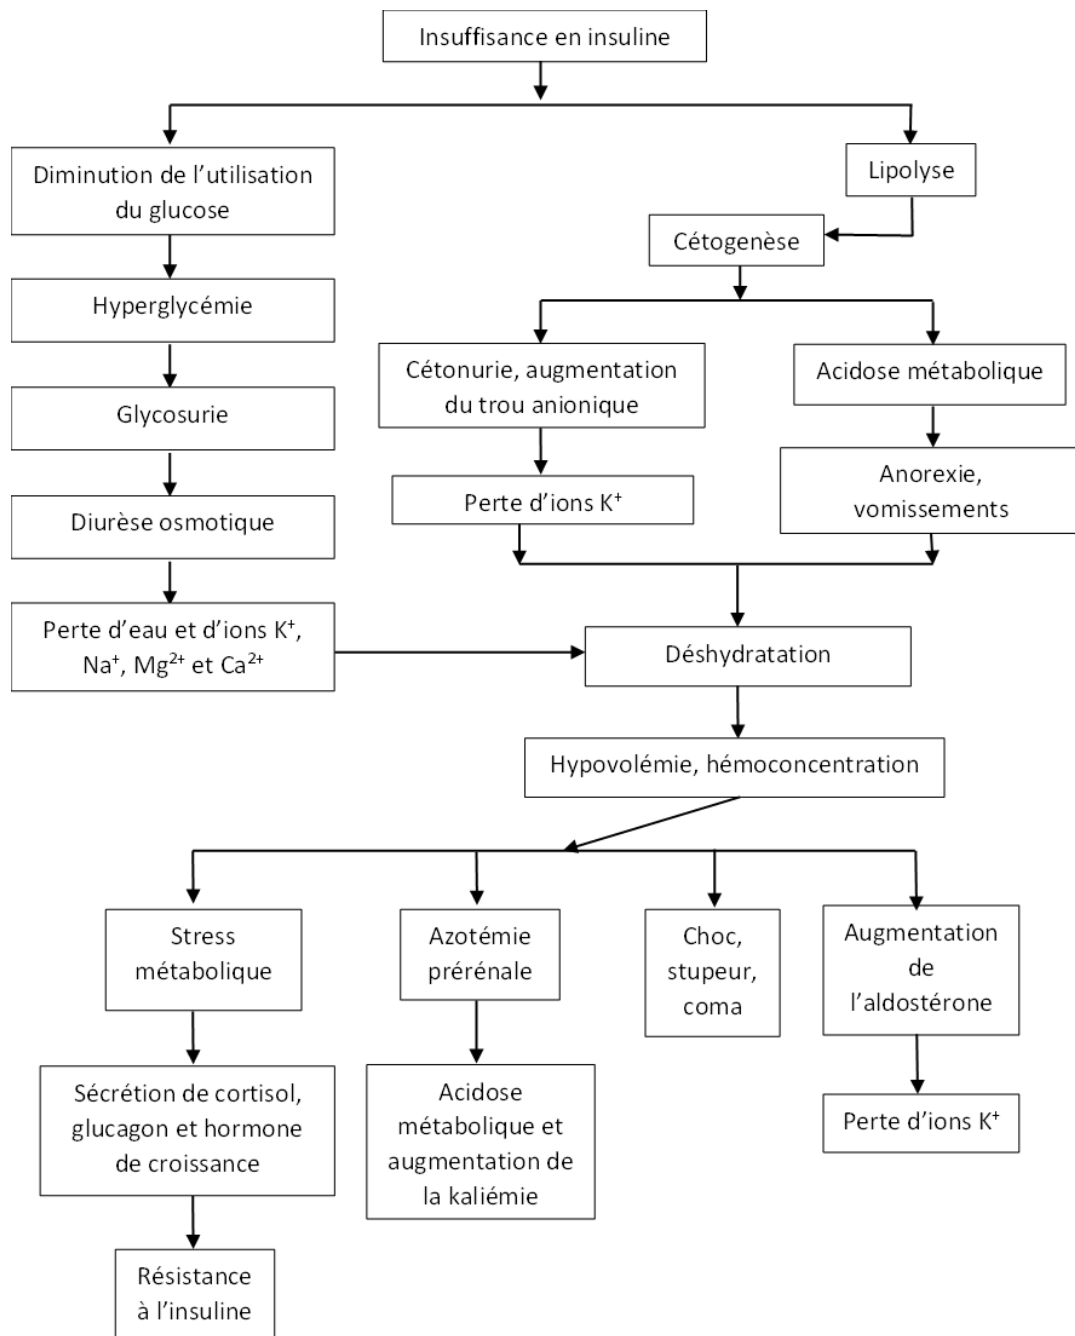 Insuffisance en insuline
Diminution de l’utilisation
du glucose
Lipolyse
Cétogenèse
Hyperglycémie
Cétonurie, augmentation
du trou anionique
Acidose métabolique
Glycosurie
Anorexie,
vomissements
Perte d’ions K⁺
Diurèse osmotique
Perte d’eau et d’ions K⁺,
Na⁺, Mg²⁺ et Ca²⁺
Déshydratation
Hypovolémie, hémoconcentration
Stress
métabolique
Azotémie
prérénale
Choc,
stupeur,
coma
Augmentation
de
l’aldostérone
Sécrétion de cortisol,
glucagon et hormone
de croissance
Acidose
métabolique et
augmentation de
la kaliémie
Perte d’ions K⁺
Résistance
à l’insuline